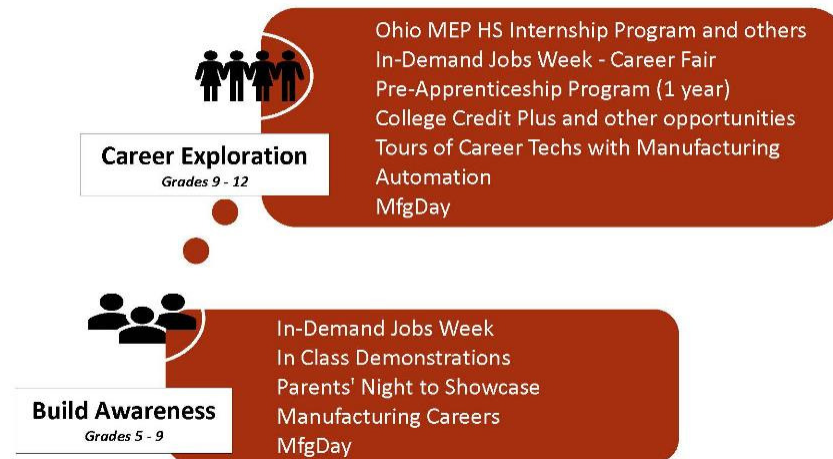 Ohio MEP HS Internship Program and others
In-Demand Jobs Week - Career Fair
Pre-Apprenticeship Program (1 year)
College Credit Plus and other opportunities
Tours of Career Techs with Manufacturing
Automation
MfgDay
Career Exploration
Grades 9 - 12
In-Demand Jobs Week
In Class Demonstrations
Parents' Night to Showcase
Manufacturing Careers
MfgDay
Build Awareness
Grades 5 - 9